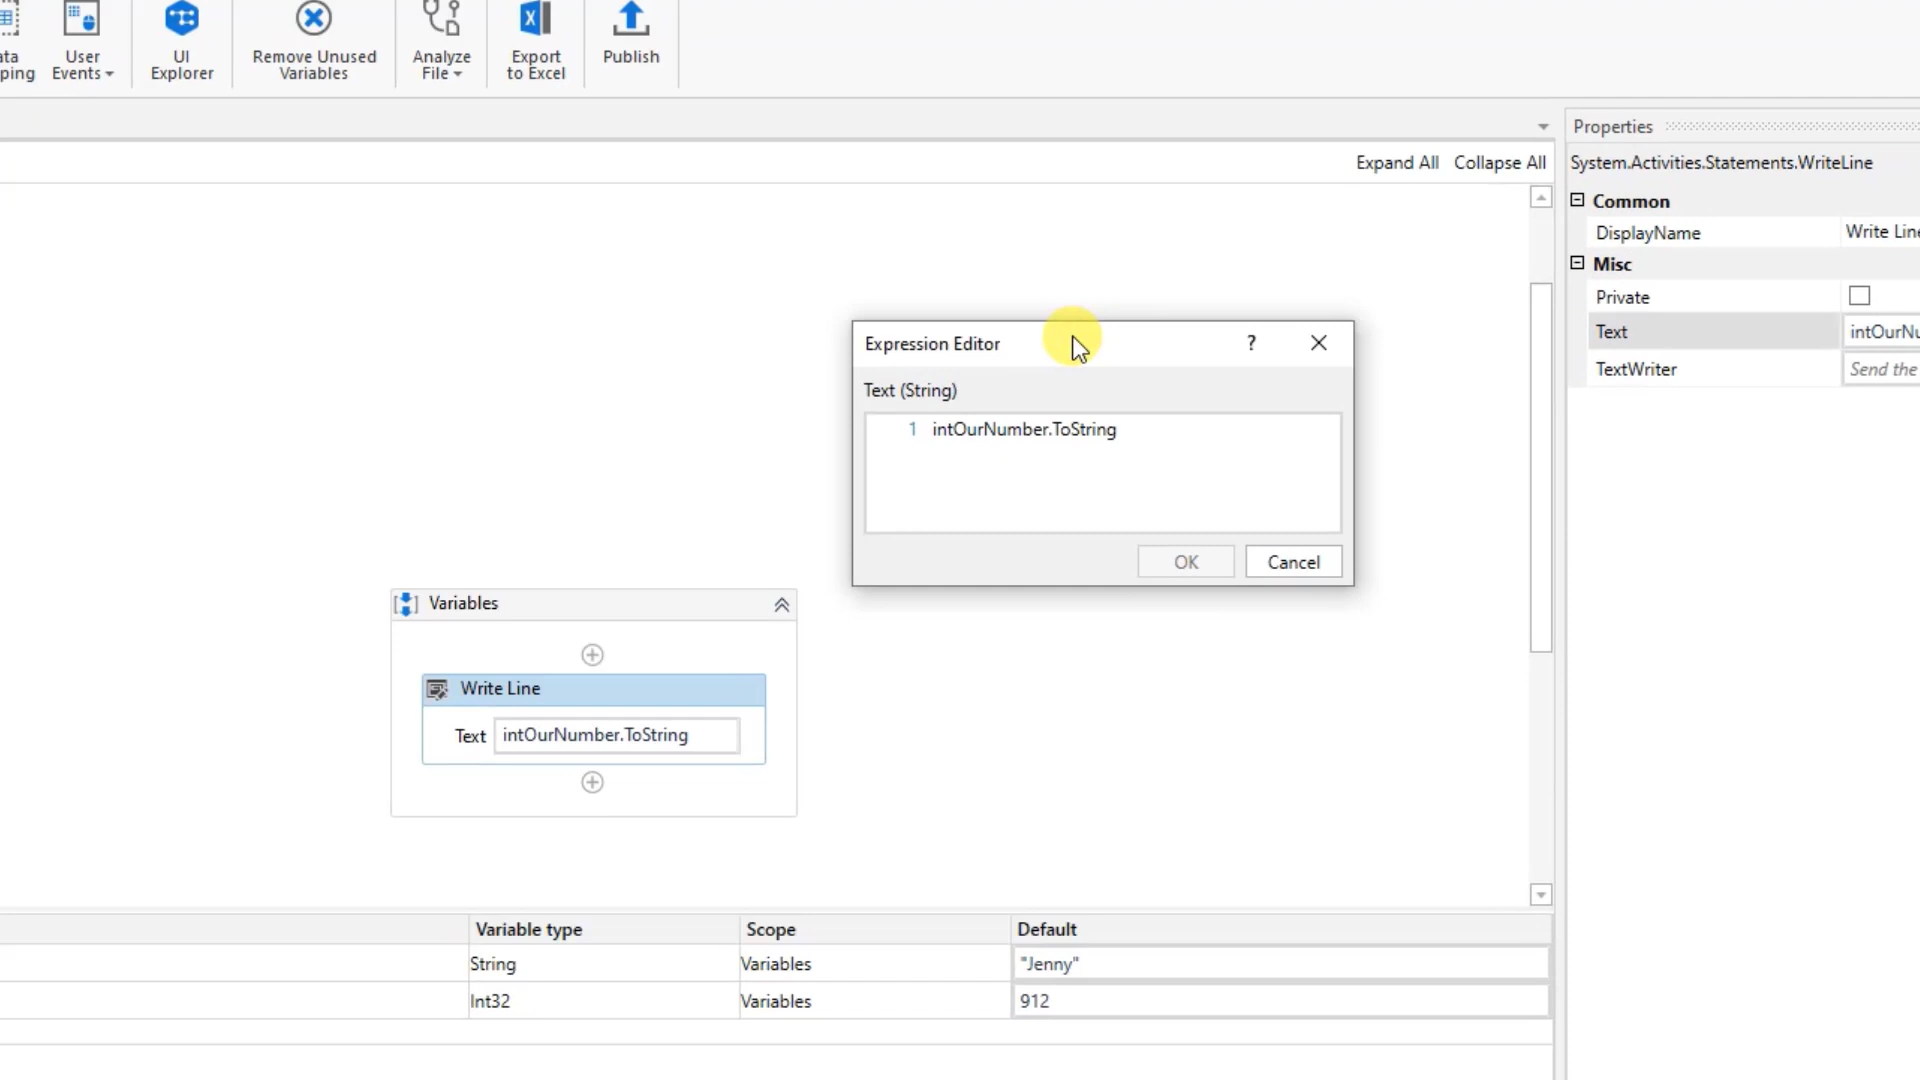 User
Events
UI
Explorer
Remove Unused
Variables
Analyze
File
Export
to Excel
Publish
Properties
Expand All Collapse All
System.Activities.Statements.WriteLine
Common
DisplayName
Write Line
Misc
Private
Text
TextWriter
Send the
Expression Editor
?
Text (String)
1 intOurNumber.ToString
OK Cancel
Variables
Write Line
Text intOurNumber.ToString
Variable type Scope Default
String Variables "Jenny"
Int32 Variables 912